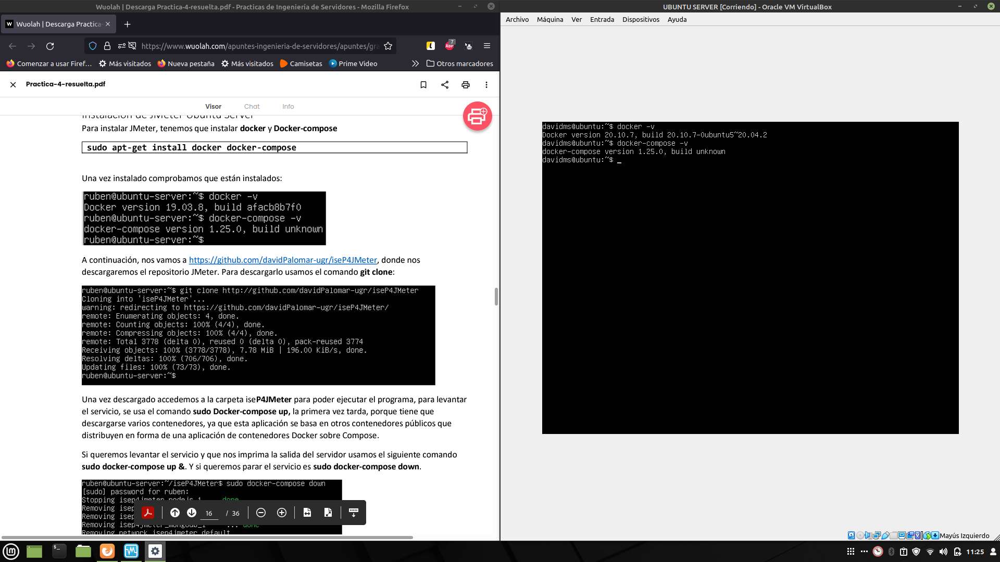 Wuolah | Descarga Practica-4-resuelta.pdf - Practicas de Ingeniería de Servidores - Mozilla Firefox
Wuolah | Descarga Practica-
https://www.wuolah.com/apuntes-ingenieria-de-servidores/apuntes/gra
7
ABP
Comenzar a usar Firef...
Más visitados
Nueva pestaña
Más visitados
Camisetas
Prime Video
Otros marcadores
Practica-4-resuelta.pdf
Visor
Chat
Info
Instalación de JMeter Ubuntu Server
Para instalar JMeter, tenemos que instalar docker y Docker-compose
sudo apt-get install docker docker-compose
Una vez instalado comprobamos que están instalados:
ruben@ubuntu-server:~$ docker -v
Docker version 19.03.8, build afacb8b7f0
ruben@ubuntu-server:~$ docker-compose -v
docker-compose version 1.25.0, build unknown
ruben@ubuntu-server:~$
A continuación, nos vamos a https://github.com/davidPalomar-ugr/iseP4JMeter, donde nos
descargaremos el repositorio JMeter. Para descargarlo usamos el comando git clone:
ruben@ubuntu-server:~$ git clone http://github.com/davidPalomar-ugr/iseP4JMeter
Cloning into 'iseP4JMeter'...
warning: redirecting to https://github.com/davidPalomar-ugr/iseP4JMeter/
remote: Enumerating objects: 4, done.
remote: Counting objects: 100% (4/4), done.
remote: Compressing objects: 100% (4/4), done.
remote: Total 3778 (delta 0), reused 0 (delta 0), pack-reused 3774
Receiving objects: 100% (3778/3778), 7.78 MiB | 196.00 KiB/s, done.
Resolving deltas: 100% (706/706), done.
Updating files: 100% (73/73), done.
ruben@ubuntu-server:~$
Una vez descargado accedemos a la carpeta iseP4JMeter para poder ejecutar el programa, para levantar
el servicio, se usa el comando sudo Docker-compose up, la primera vez tarda, porque tiene que
descargarse varios contenedores, ya que esta aplicación se basa en otros contenedores públicos que
distribuyen en forma de una aplicación de contenedores Docker sobre Compose.
Si queremos levantar el servicio y que nos imprima la salida del servidor usamos el siguiente comando
sudo docker-compose up &. Y si queremos parar el servicio es sudo docker-compose down.
ruben@ubuntu-server:~/iseP4JMeter$ sudo docker-compose down
[sudo] password for ruben:
Stopping isep4jmeter_nodejs_1 ... done
Removing isep
Removing isep
Removing isep4jmeter_mongodb_1 ... done
Removing network isep4jmeter_default
16 / 36
UBUNTU SERVER [Corriendo] - Oracle VM VirtualBox
Archivo
Máquina
Ver
Entrada
Dispositivos
Ayuda
davidms@ubuntu:~$ docker -v
Docker version 20.10.7, build 20.10.7-0ubuntu5~20.04.2
davidms@ubuntu:~$ docker-compose -v
docker-compose version 1.25.0, build unknown
davidms@ubuntu:~$ _
Mayús Izquierdo
11:25